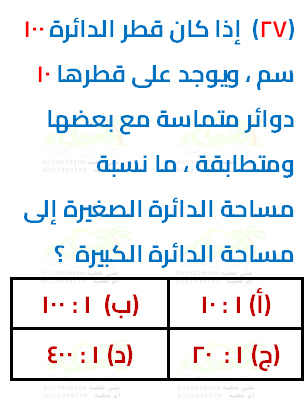 (٢٧) إذا كان قطر الدائرة ١٠٠
سم ، ويوجد على قطرها ١٠
دوائر متماسة مع بعضها
ومتطابقة ، ما نسبة
مساحة الدائرة الصغيرة إلى
مساحة الدائرة الكبيرة ؟
(أ) ١ : ١٠
(ب) ١ : ١٠٠
(ج) ١ : ٢٠
(د) ١ : ٤٠٠